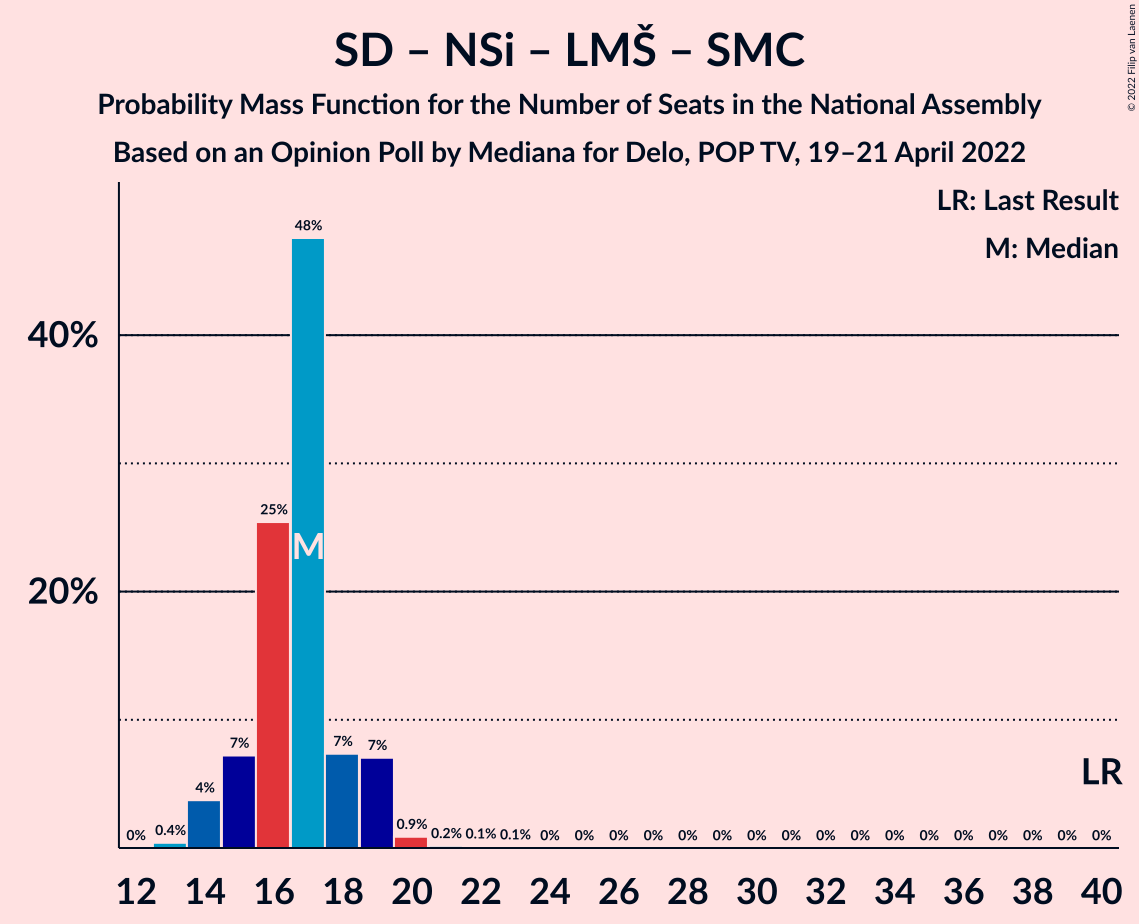 SD – NSi – LMŠ – SMC
Probability Mass Function for the Number of Seats in the National Assembly
Based on an Opinion Poll by Mediana for Delo, POP TV, 19–21 April 2022
© 2022 Filip van Laenen
LR: Last Result
M: Median
40%
20%
0% 0.4% 4% 7% 25% 48% 7% 7% 0.9% 0.2% 0.1% 0.1% 0% 0% 0% 0% 0% 0% 0% 0% 0% 0% 0% 0% 0% 0% 0% 0% 0%
M
LR
12 14 16 18 20 22 24 26 28 30 32 34 36 38 40